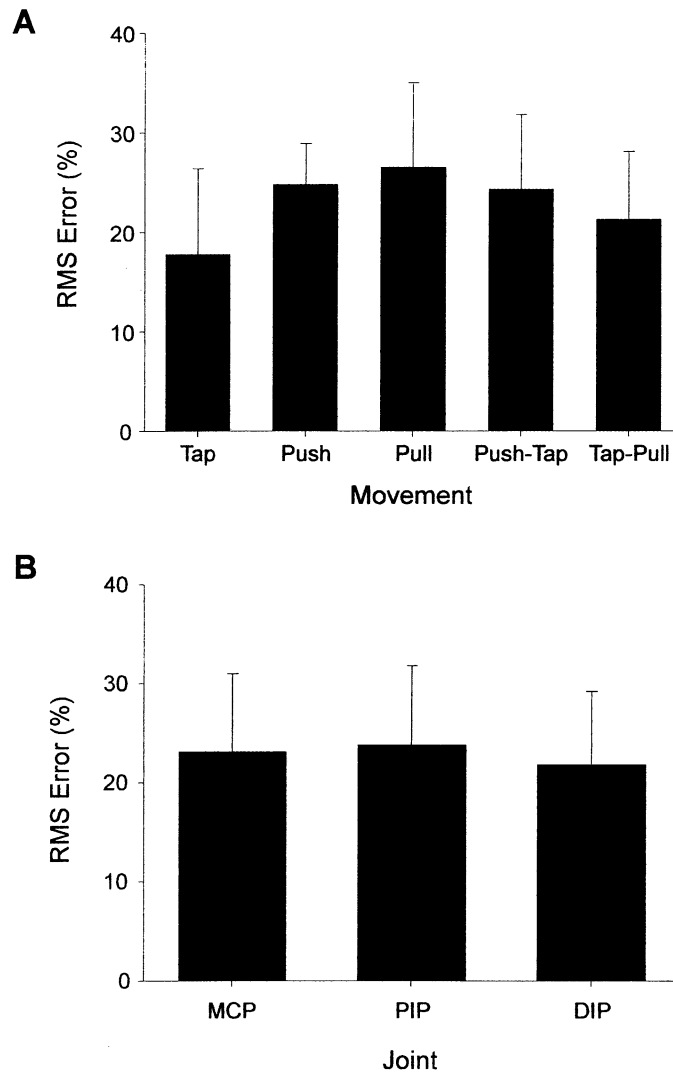 A
40
30
20
10
0
RMS Error (%)
Tap Push Pull Push-Tap Tap-Pull
Movement
B
40
30
20
10
0
RMS Error (%)
MCP PIP DIP
Joint